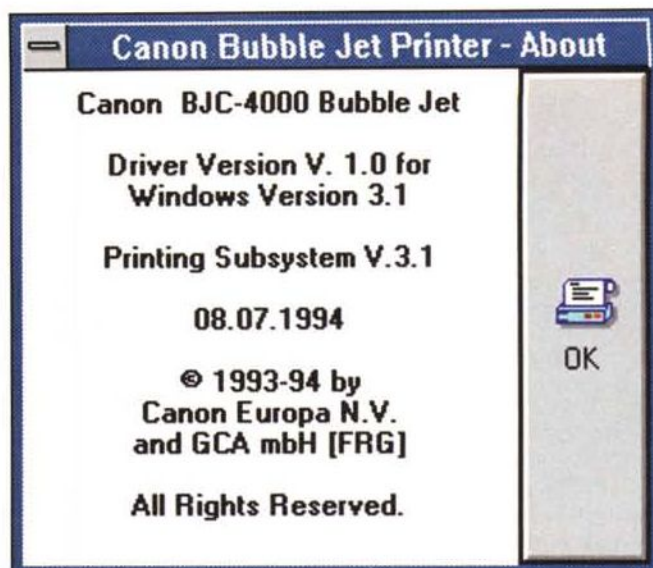 Canon Bubble Jet Printer - About
Canon BJC-4000 Bubble Jet
Driver Version V. 1.0 for
Windows Version 3.1
Printing Subsystem V.3.1
08.07.1994
© 1993-94 by
Canon Europa N.V.
and GCA mbH [FRG]
All Rights Reserved.
OK